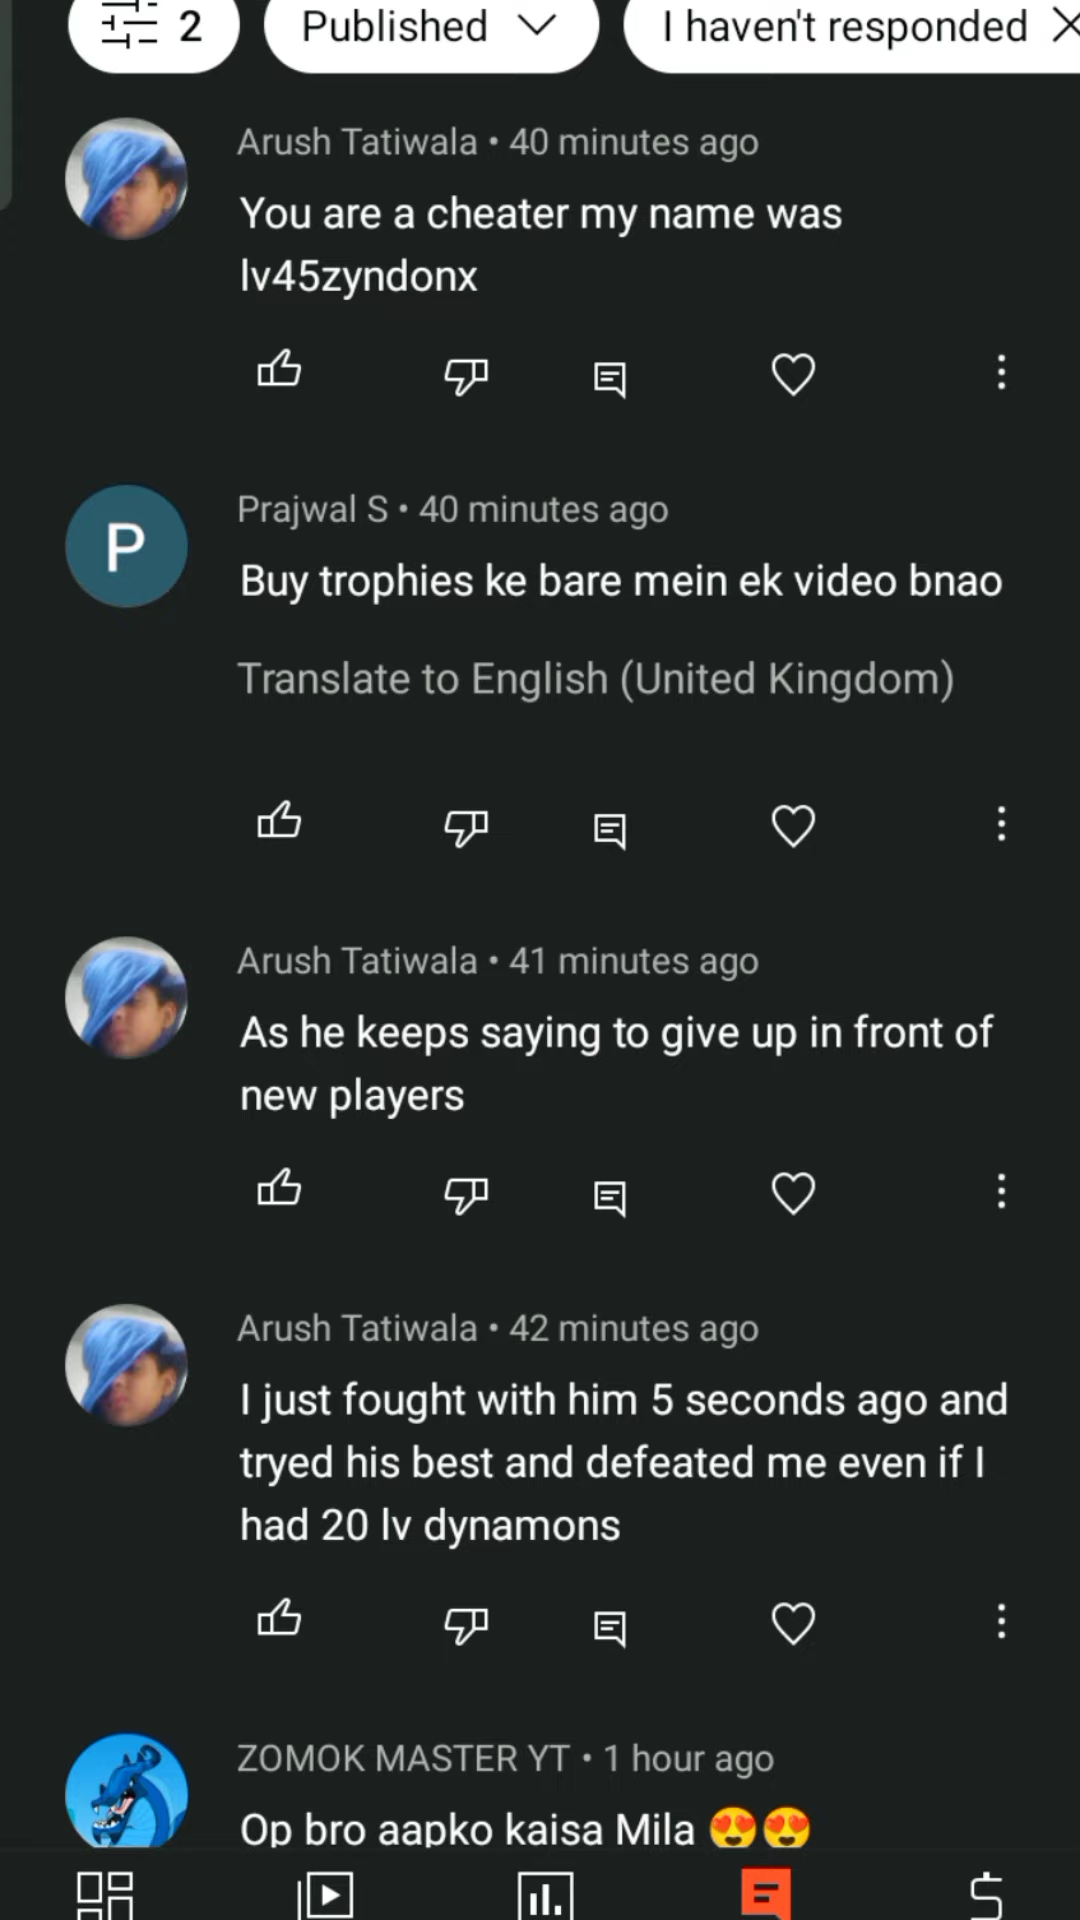 2
Published
I haven't responded
Arush Tatiwala • 40 minutes ago
You are a cheater my name was
lv45zyndonx
P
Prajwal S • 40 minutes ago
Buy trophies ke bare mein ek video bnao
Translate to English (United Kingdom)
Arush Tatiwala • 41 minutes ago
As he keeps saying to give up in front of
new players
Arush Tatiwala • 42 minutes ago
I just fought with him 5 seconds ago and
tryed his best and defeated me even if I
had 20 lv dynamons
ZOMOK MASTER YT • 1 hour ago
Op bro aapko kaisa Mila 😍😍